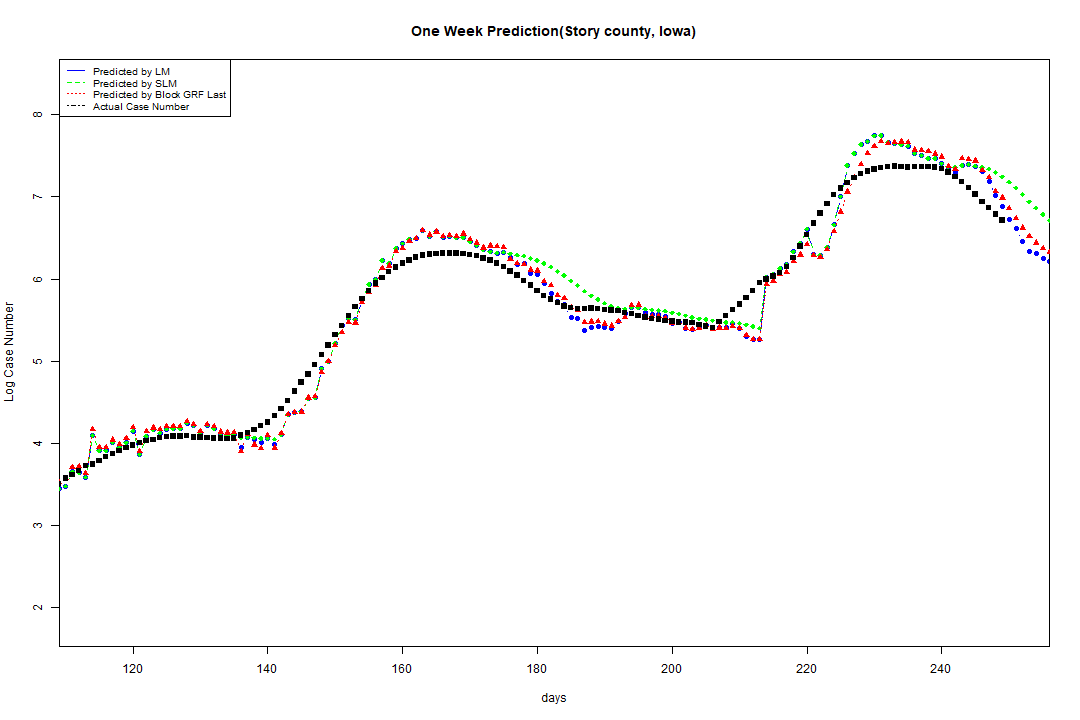 One Week Prediction(Story county, Iowa)
Predicted by LM
Predicted by SLM
Predicted by Block GRF Last
Actual Case Number
8
7
6
5
4
3
2
Log Case Number
120 140 160 180 200 220 240
days